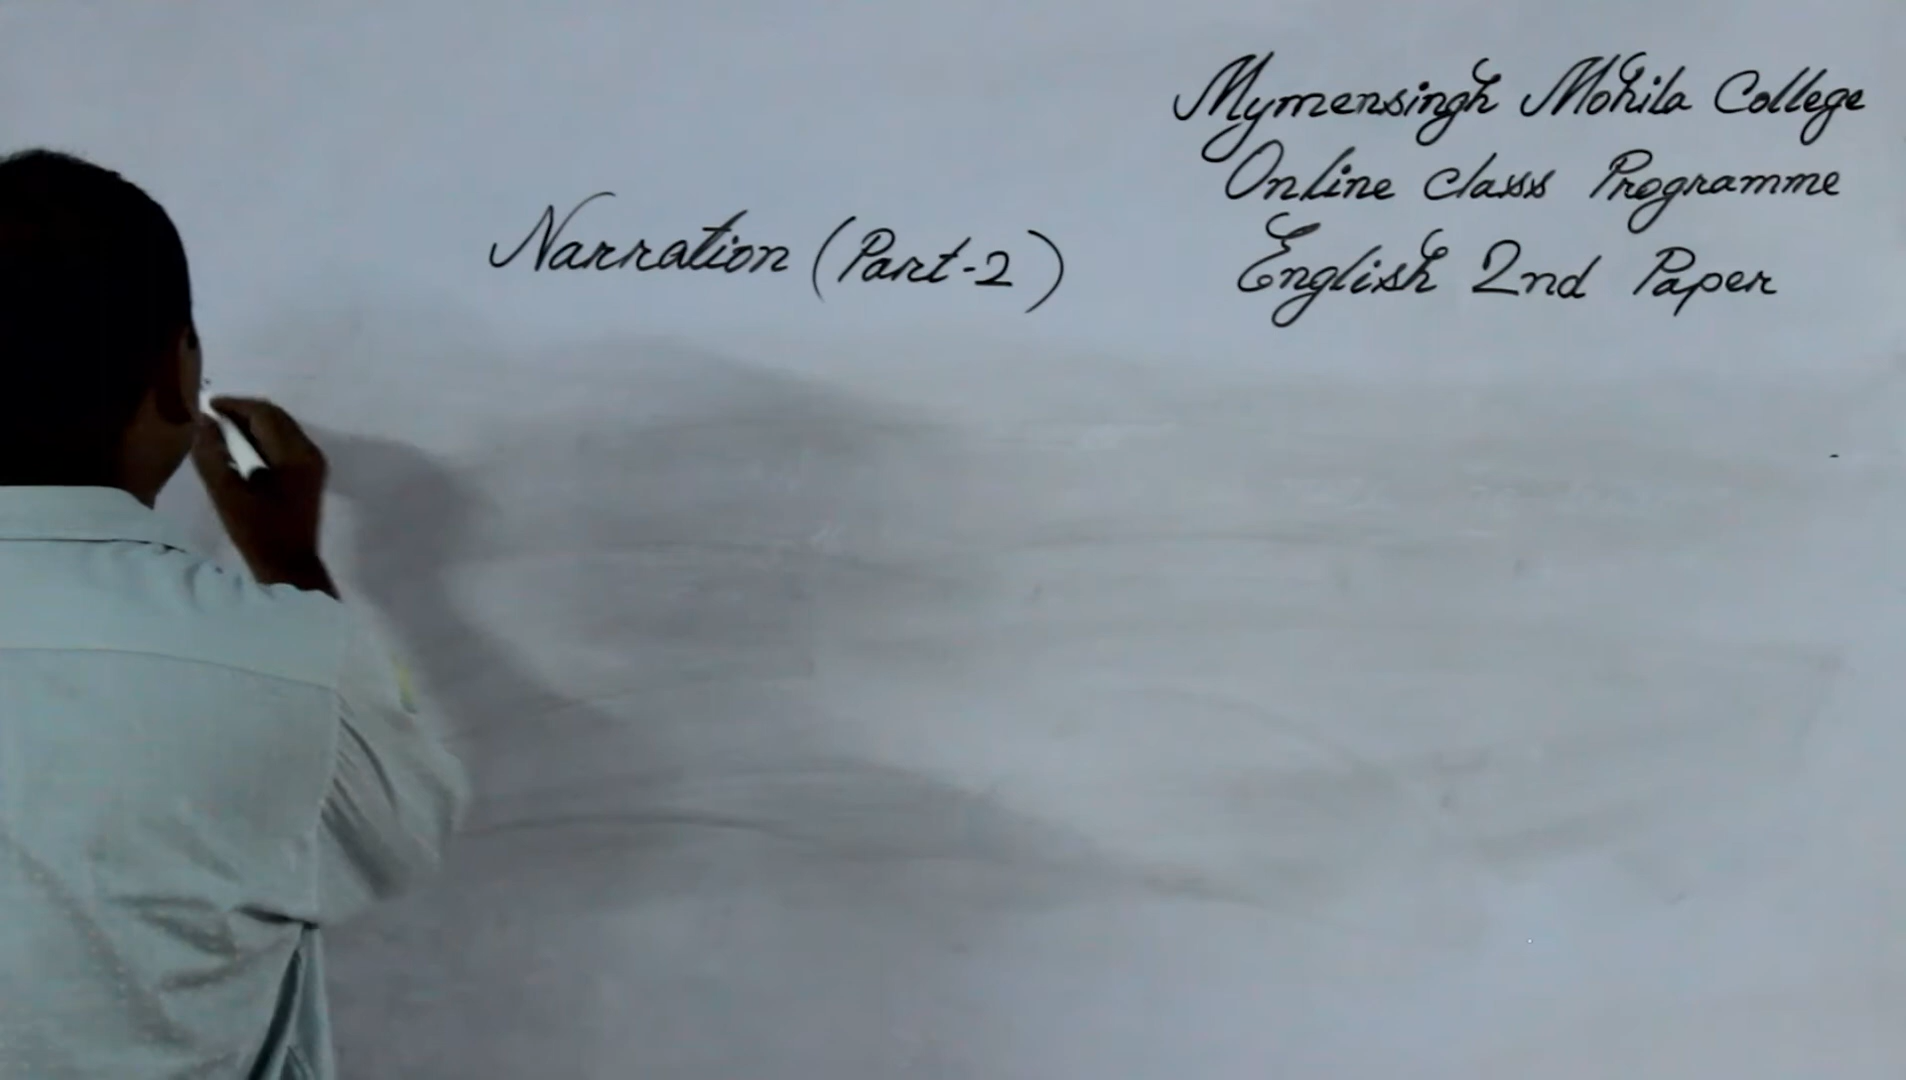 Mymensingh Mohila College
Online class Programme
English 2nd Paper
Narration (Part-2)